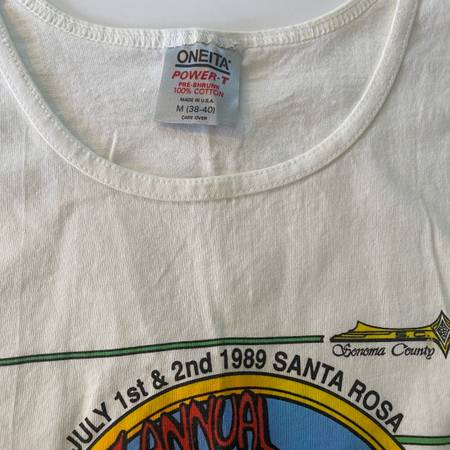 ONEITA
POWER-T
PRE-SHRUNK
100% COTTON
MADE IN U.S.A.
M (38-40)
CARE OVER
Sonoma County
JULY 1st & 2nd 1989 SANTA ROSA
ANNUAL